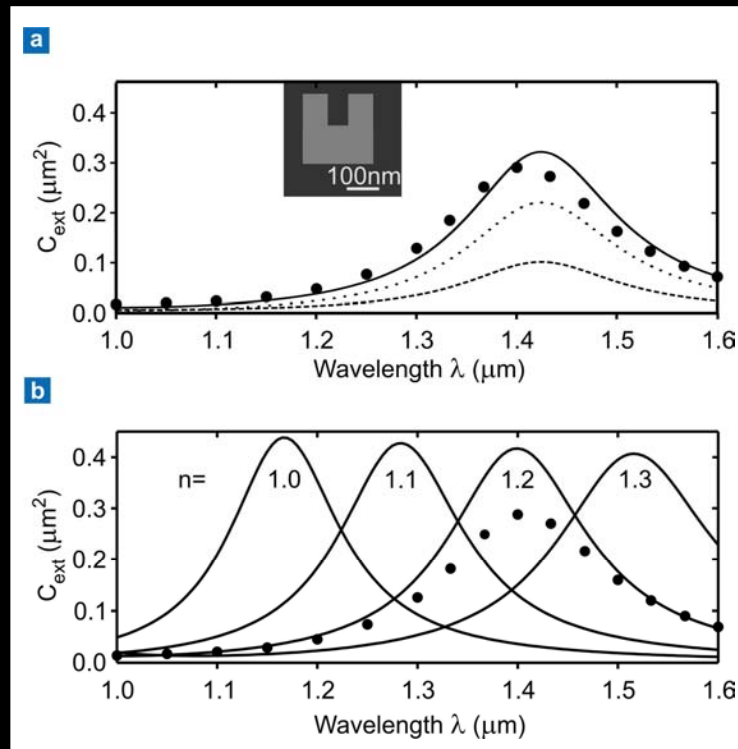 a
C_ext (μm²)
0.4
0.3
0.2
0.1
0.0
100nm
1.0 1.1 1.2 1.3 1.4 1.5 1.6
Wavelength λ (μm)
b
C_ext (μm²)
0.4
0.3
0.2
0.1
0.0
n= 1.0 1.1 1.2 1.3
1.0 1.1 1.2 1.3 1.4 1.5 1.6
Wavelength λ (μm)